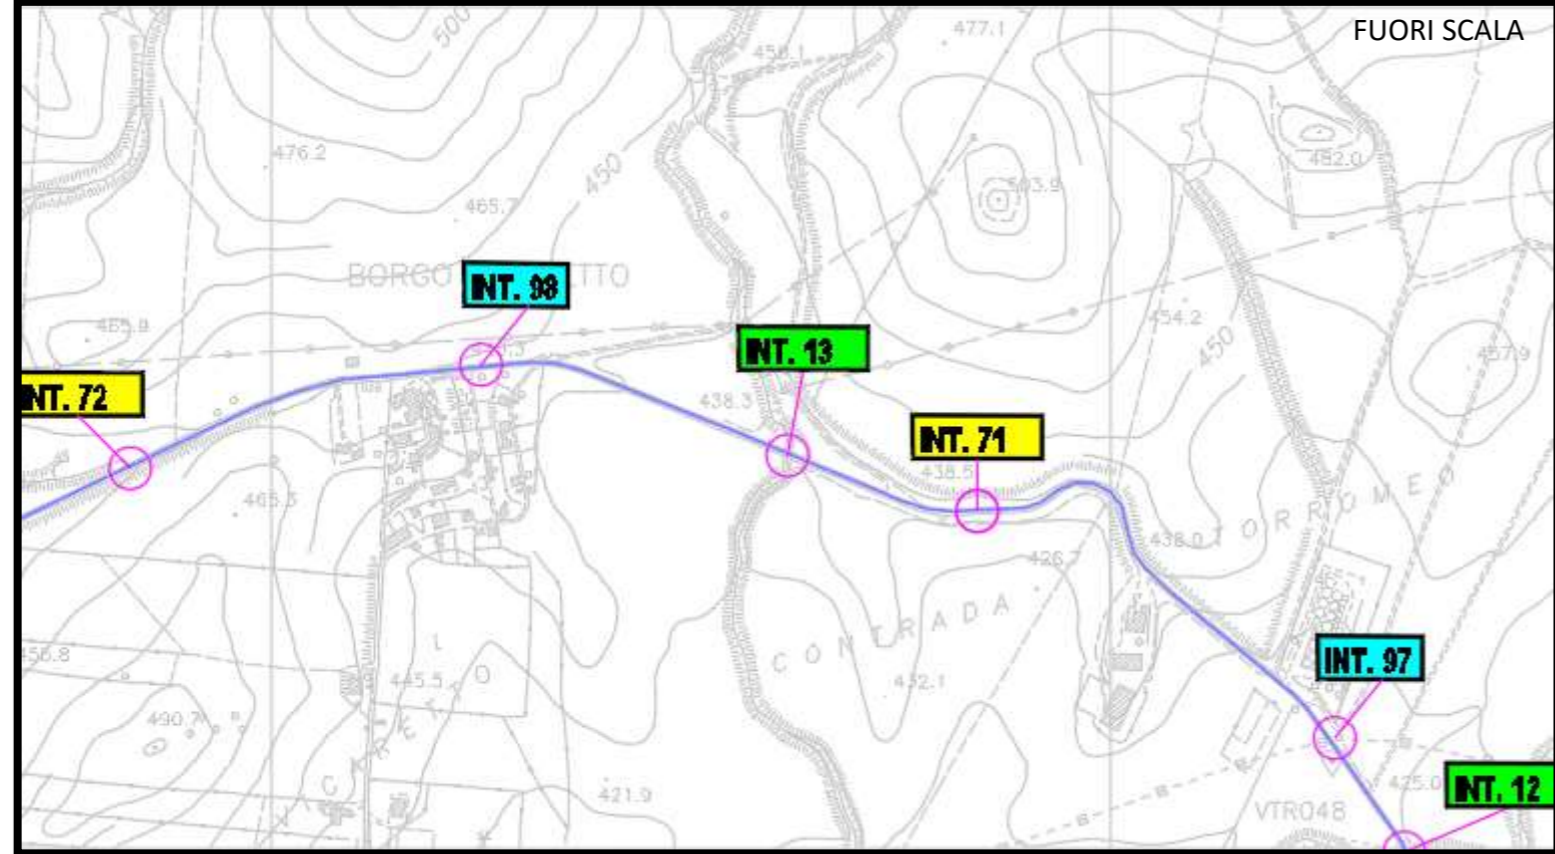 FUORI SCALA
500
458.1
477.1
476.2
482.0
450
503.9
465.7
BORGO
TTO
INT. 98
454.2
465.9
INT. 13
450
457.9
NT. 72
438.3
INT. 71
438.5
465.3
TORROMEO
438.0
426.7
CONTRADA
INT. 97
456.8
445.5
432.1
490.7
425.0
INT. 12
421.9
VTR048